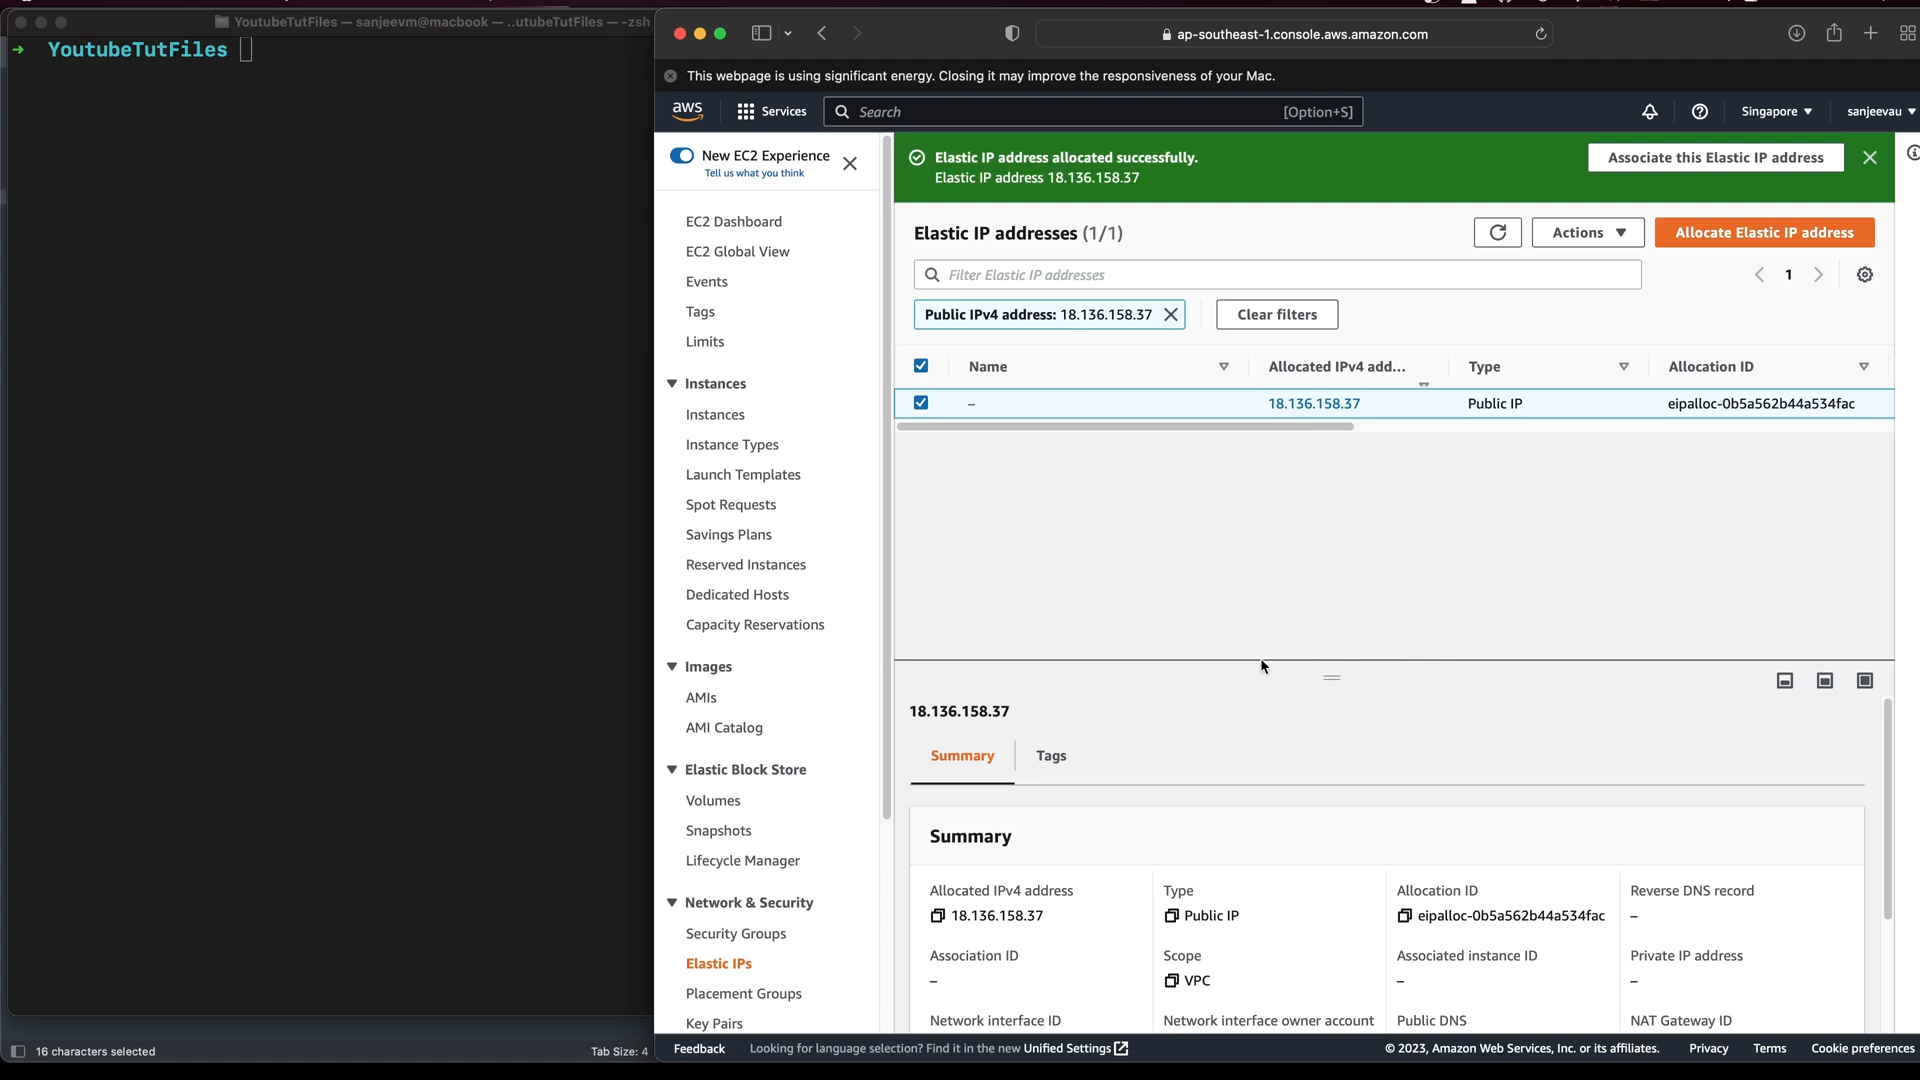 YoutubeTutFiles — sanjeevm@macbook — ..utubeTutFiles — -zsh
→ YoutubeTutFiles
16 characters selected
Tab Size: 4
ap-southeast-1.console.aws.amazon.com
This webpage is using significant energy. Closing it may improve the responsiveness of your Mac.
aws
Services
Search
[Option+S]
Singapore
sanjeevau
New EC2 Experience
Tell us what you think
EC2 Dashboard
EC2 Global View
Events
Tags
Limits
Instances
Instances
Instance Types
Launch Templates
Spot Requests
Savings Plans
Reserved Instances
Dedicated Hosts
Capacity Reservations
Images
AMIs
AMI Catalog
Elastic Block Store
Volumes
Snapshots
Lifecycle Manager
Network & Security
Security Groups
Elastic IPs
Placement Groups
Key Pairs
Elastic IP address allocated successfully.
Elastic IP address 18.136.158.37
Associate this Elastic IP address
Elastic IP addresses (1/1)
Actions
Allocate Elastic IP address
Filter Elastic IP addresses
1
Public IPv4 address: 18.136.158.37
Clear filters
Name
Allocated IPv4 add...
Type
Allocation ID
–
18.136.158.37
Public IP
eipalloc-0b5a562b44a534fac
18.136.158.37
Summary
Tags
Summary
Allocated IPv4 address
18.136.158.37
Type
Public IP
Allocation ID
eipalloc-0b5a562b44a534fac
Reverse DNS record
–
Association ID
–
Scope
VPC
Associated instance ID
–
Private IP address
–
Network interface ID
Network interface owner account
Public DNS
NAT Gateway ID
Feedback
Looking for language selection? Find it in the new Unified Settings
© 2023, Amazon Web Services, Inc. or its affiliates.
Privacy
Terms
Cookie preferences